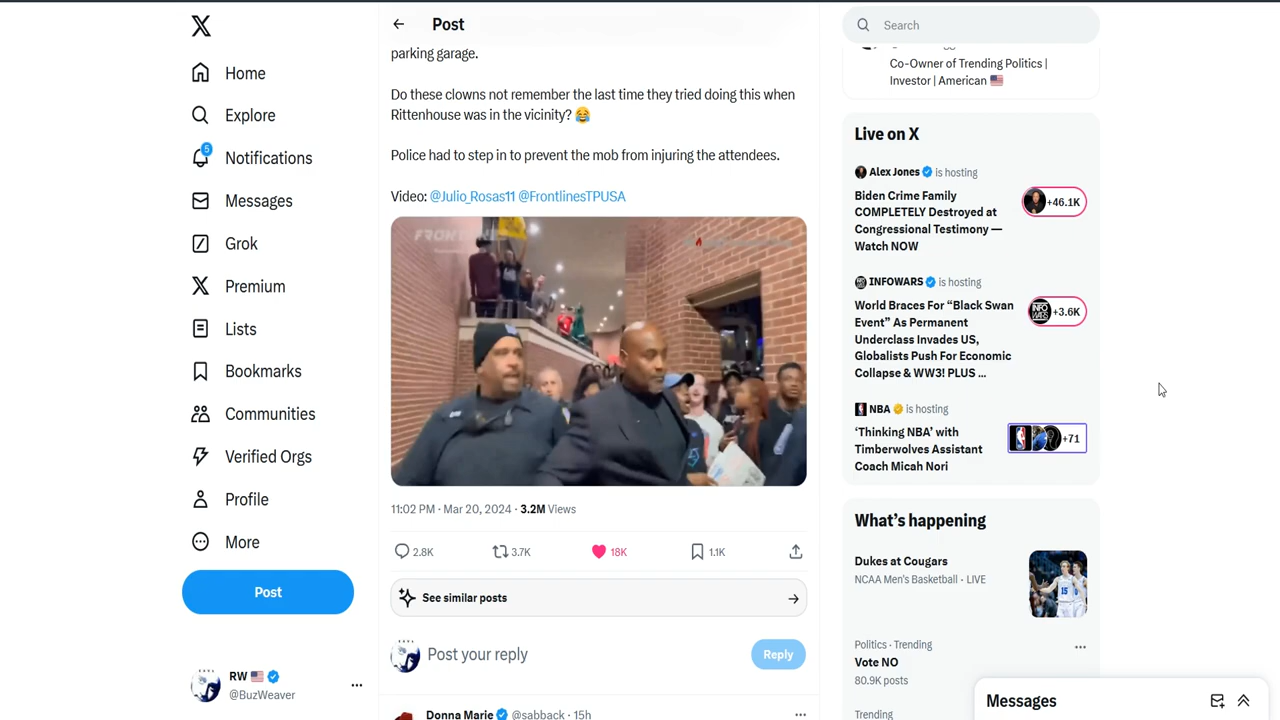 Home
Explore
5
Notifications
Messages
Grok
Premium
Lists
Bookmarks
Communities
Verified Orgs
Profile
More
Post
RW
@BuzWeaver
Post
parking garage.
Do these clowns not remember the last time they tried doing this when
Rittenhouse was in the vicinity?
Police had to step in to prevent the mob from injuring the attendees.
Video: @Julio_Rosas11 @FrontlinesTPUSA
11:02 PM · Mar 20, 2024 · 3.2M Views
2.8K
3.7K
18K
1.1K
See similar posts
Post your reply
Reply
Donna Marie @sabback · 15h
Search
Co-Owner of Trending Politics |
Investor | American
Live on X
Alex Jones is hosting
Biden Crime Family
COMPLETELY Destroyed at
Congressional Testimony —
Watch NOW
+46.1K
INFOWARS is hosting
World Braces For “Black Swan
Event” As Permanent
Underclass Invades US,
Globalists Push For Economic
Collapse & WW3! PLUS ...
+3.6K
NBA is hosting
‘Thinking NBA’ with
Timberwolves Assistant
Coach Micah Nori
+71
What’s happening
Dukes at Cougars
NCAA Men's Basketball · LIVE
Politics · Trending
Vote NO
80.9K posts
Trending
Messages